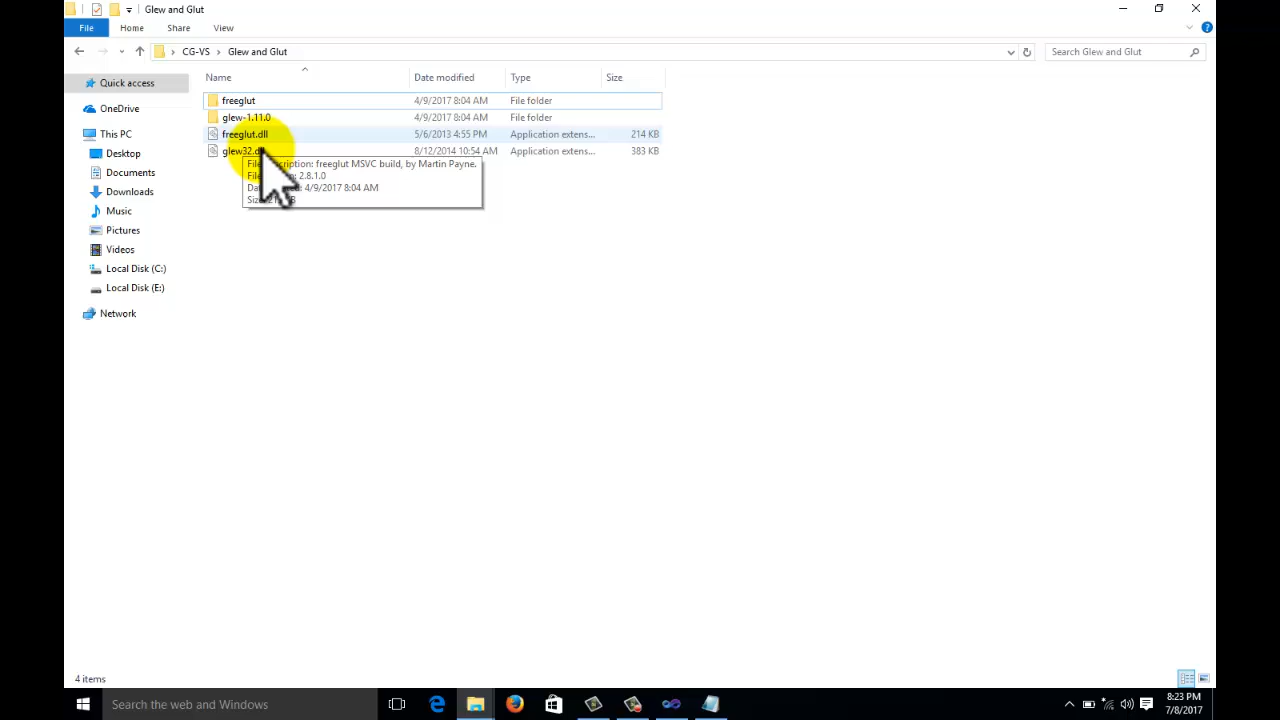 Glew and Glut
File Home Share View
CG-VS Glew and Glut Search Glew and Glut
Name Date modified Type Size
Quick access
OneDrive
This PC
Desktop
Documents
Downloads
Music
Pictures
Videos
Local Disk (C:)
Local Disk (E:)
Network
freeglut 4/9/2017 8:04 AM File folder
glew-1.11.0 4/9/2017 8:04 AM File folder
freeglut.dll 5/6/2013 4:55 PM Application extens... 214 KB
8/12/2014 10:54 AM Application extens... 383 KB
freeglut MSVC build, by Martin Payne.
2.8.1.0
4/9/2017 8:04 AM
4 items
Search the web and Windows
8:23 PM
7/8/2017